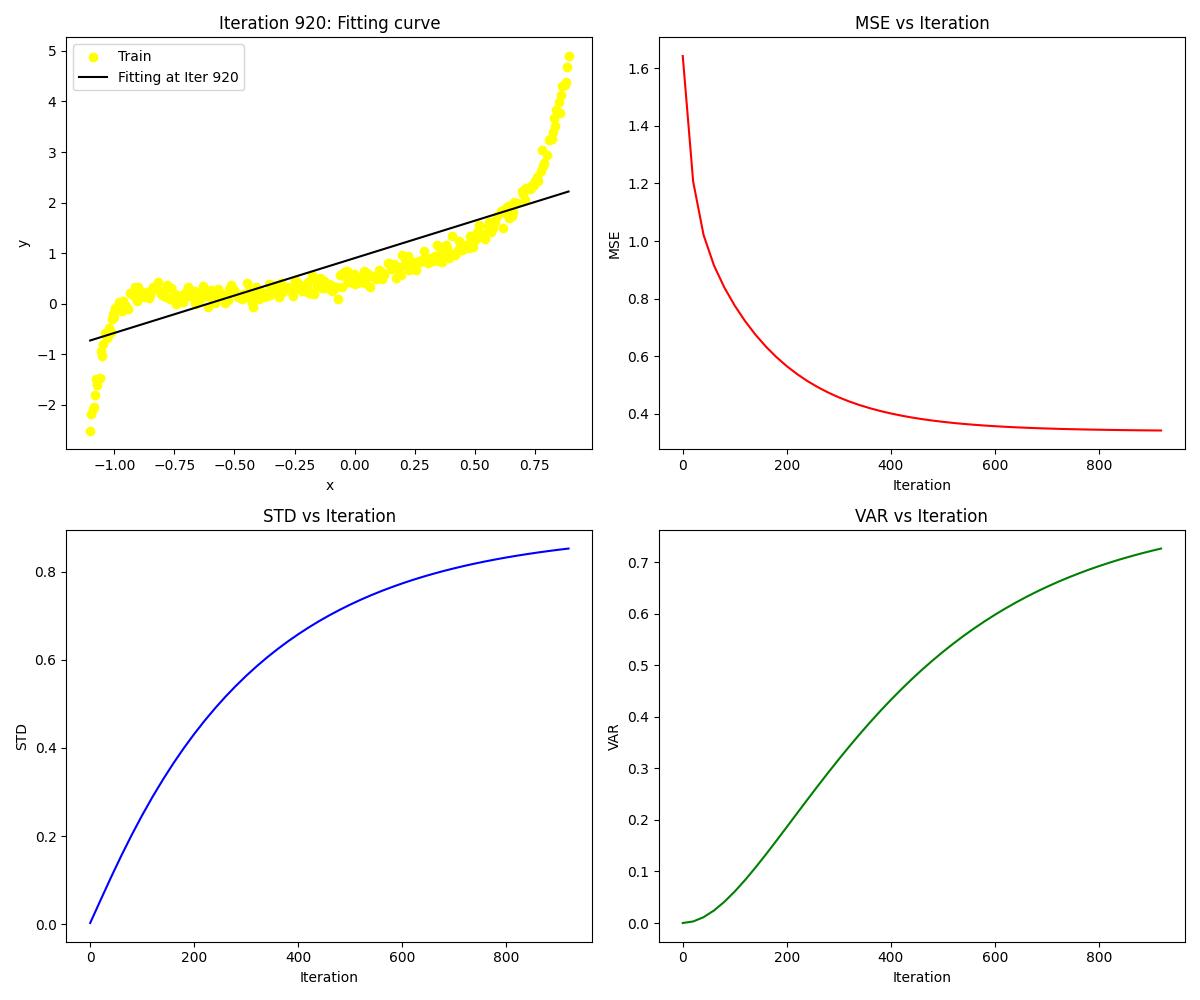 Iteration 920: Fitting curve
Train
Fitting at Iter 920
5
4
3
2
1
0
−1
−2
y
−1.00 −0.75 −0.50 −0.25 0.00 0.25 0.50 0.75
x
MSE vs Iteration
1.6
1.4
1.2
1.0
0.8
0.6
0.4
MSE
0 200 400 600 800
Iteration
STD vs Iteration
0.8
0.6
0.4
0.2
0.0
STD
0 200 400 600 800
Iteration
VAR vs Iteration
0.7
0.6
0.5
0.4
0.3
0.2
0.1
0.0
VAR
0 200 400 600 800
Iteration